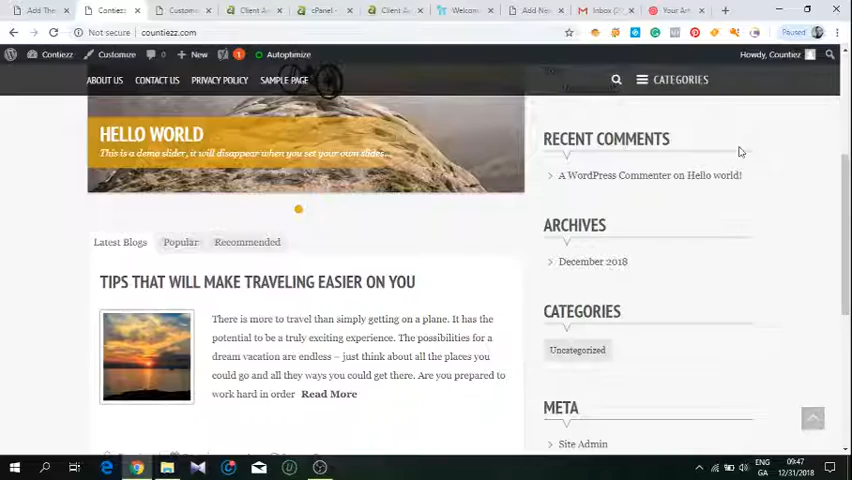 Add The
Contiezz
Custom
Client A
cPanel -
Client A
Welcom
Add Ne
Inbox (
Your Ar
Not secure | countiezz.com
Paused
Contiezz Customize 0 New 1 Autoptimize Howdy, Countiez
ABOUT US CONTACT US PRIVACY POLICY SAMPLE PAGE CATEGORIES
HELLO WORLD
This is a demo slider, it will disappear when you set your own slides...
RECENT COMMENTS
A WordPress Commenter on Hello world!
ARCHIVES
December 2018
CATEGORIES
Uncategorized
META
Site Admin
Latest Blogs Popular Recommended
TIPS THAT WILL MAKE TRAVELING EASIER ON YOU
There is more to travel than simply getting on a plane. It has the
potential to be a truly exciting experience. The possibilities for a
dream vacation are endless – just think about all the places you
could go and all they ways you could get there. Are you prepared to
work hard in order Read More
ENG
GA
09:47
12/31/2018